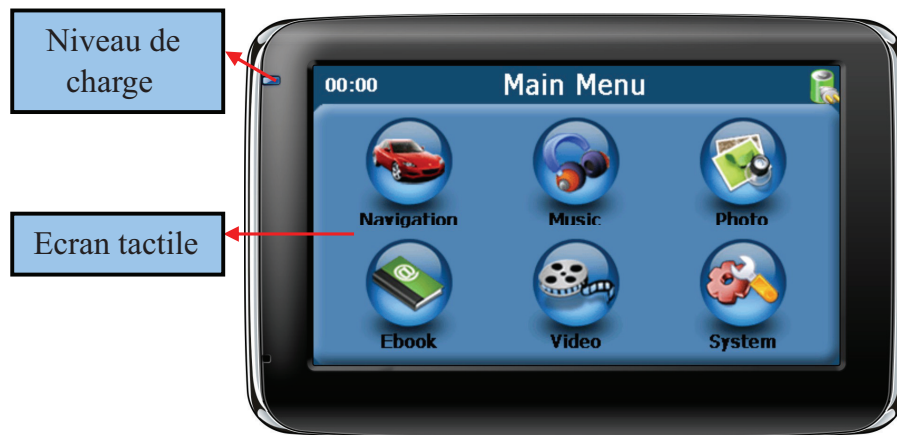 Niveau de
charge
00:00 Main Menu
Navigation Music Photo
Ecran tactile
Ebook Video System